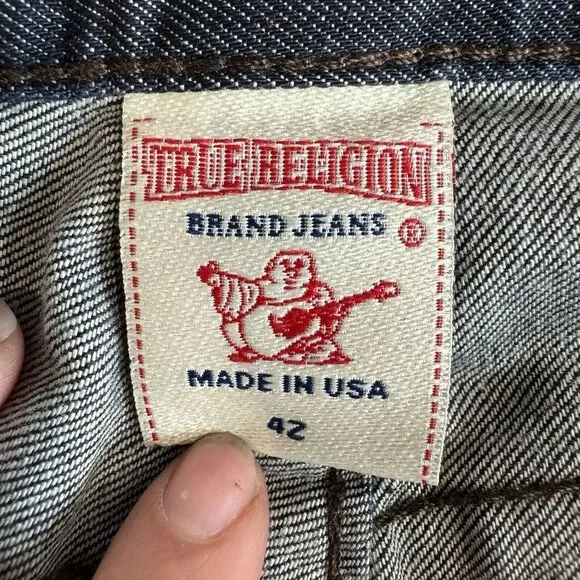 TRUE RELIGION
BRAND JEANS ®
MADE IN USA
42